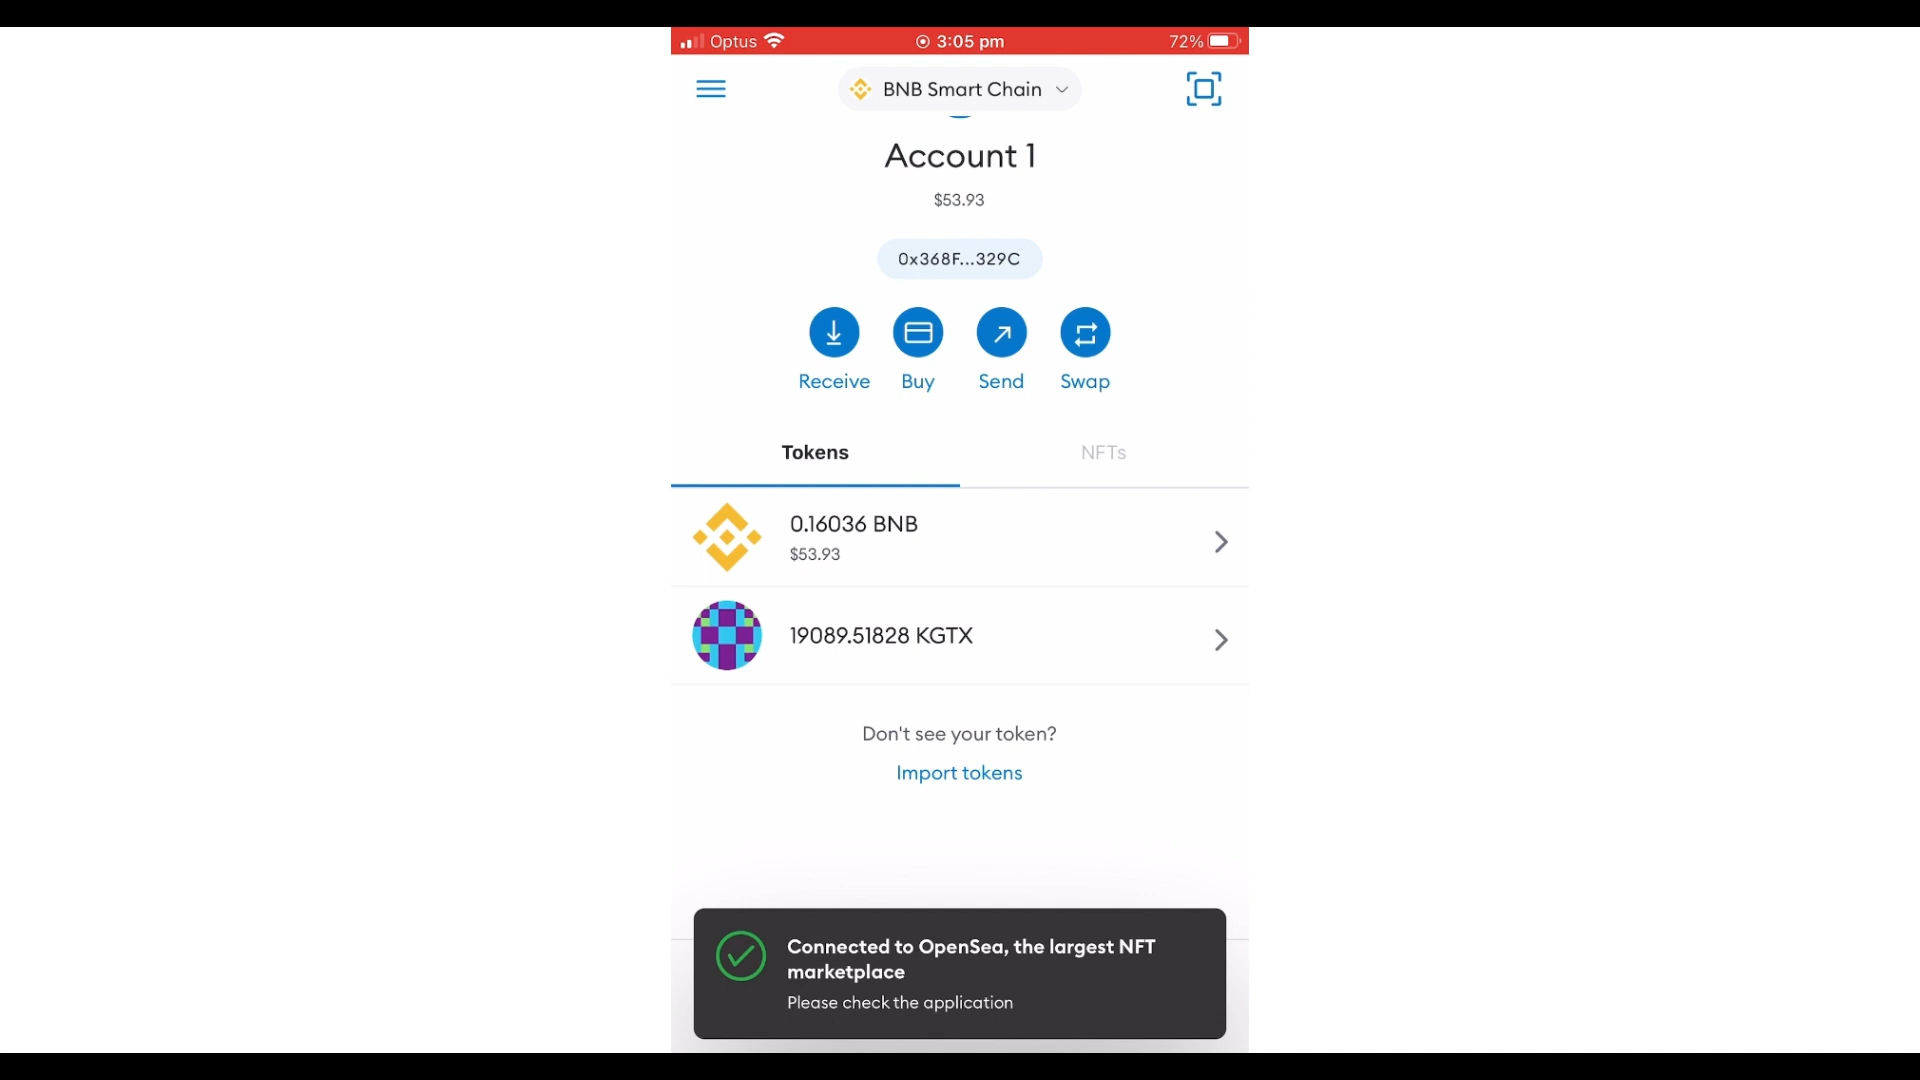 Optus 3:05 pm 72%
BNB Smart Chain
Account 1
$53.93
0x368F...329C
Receive Buy Send Swap
Tokens NFTs
0.16036 BNB
$53.93
19089.51828 KGTX
Don't see your token?
Import tokens
Connected to OpenSea, the largest NFT
marketplace
Please check the application